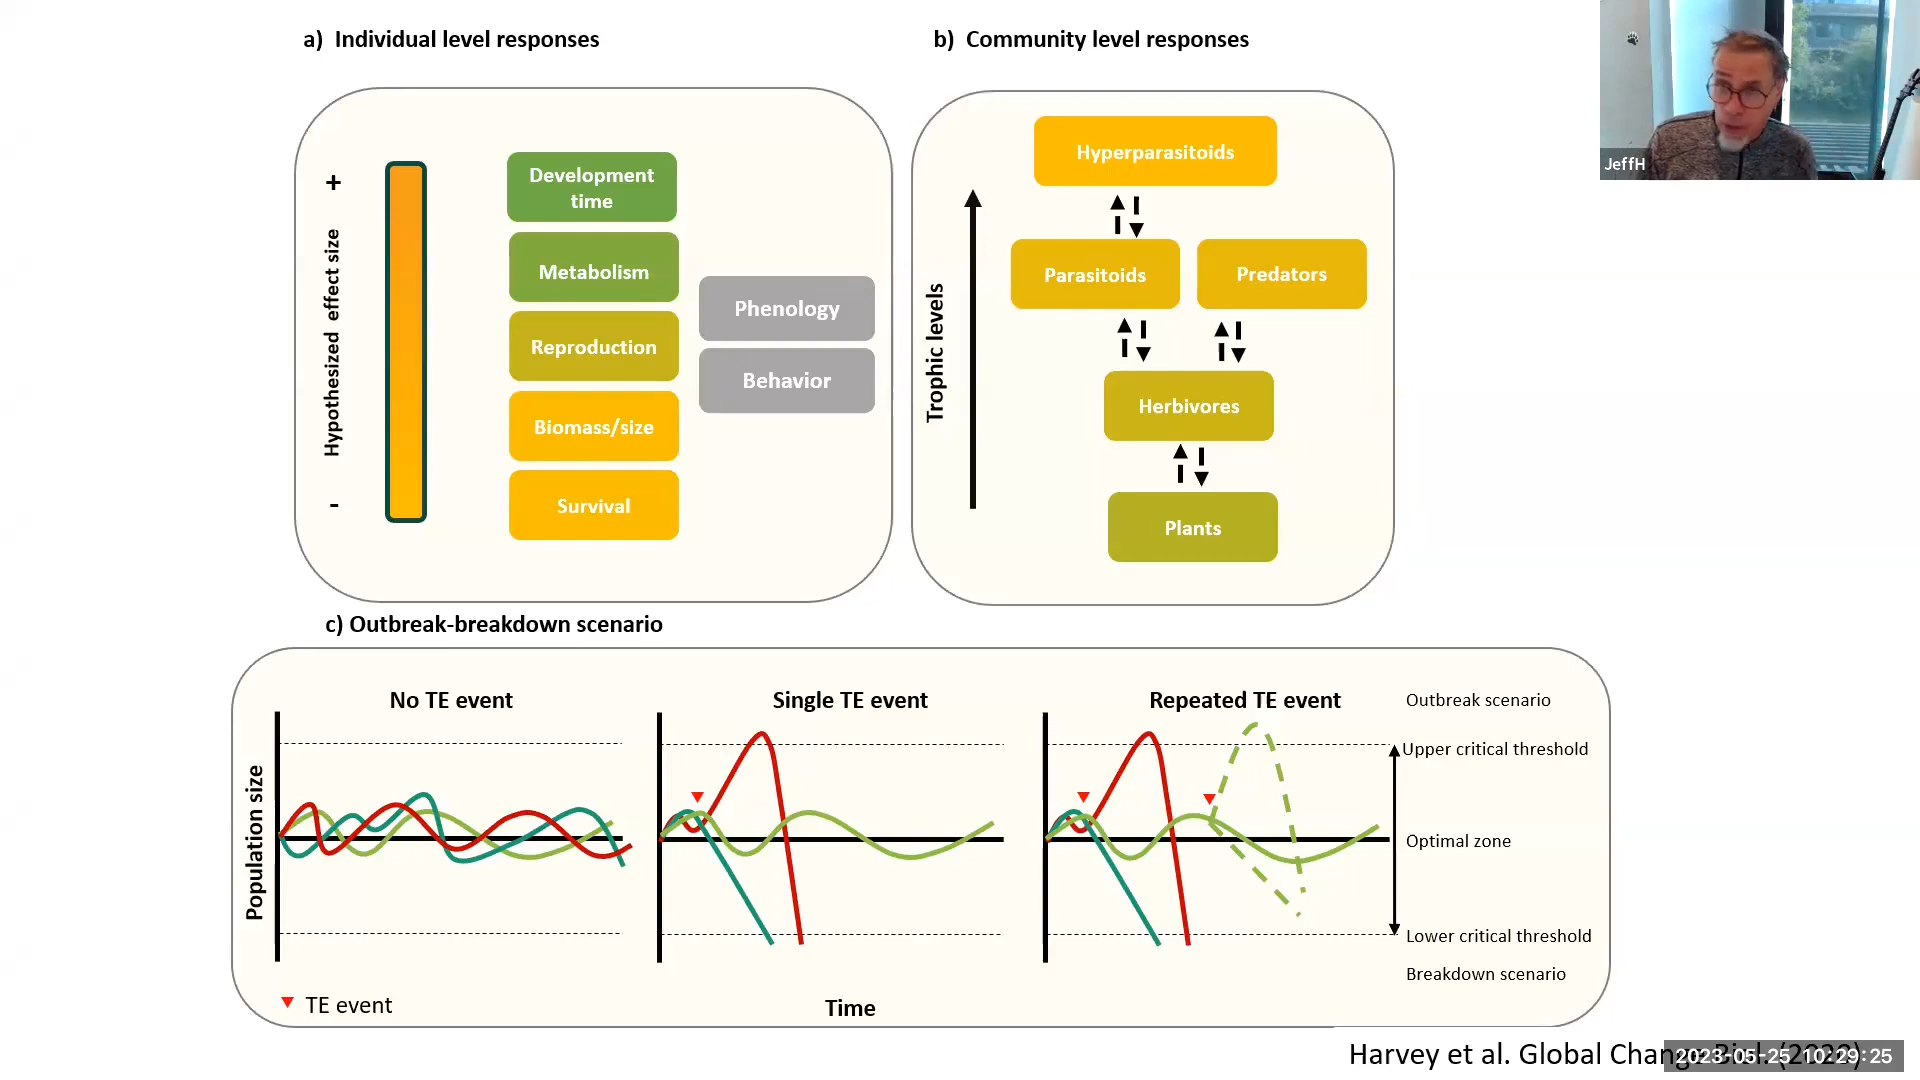 a) Individual level responses
b) Community level responses
JeffH
+
-
Hypothesized effect size
Development
time
Metabolism
Reproduction
Biomass/size
Survival
Phenology
Behavior
Trophic levels
Hyperparasitoids
Parasitoids
Predators
Herbivores
Plants
c) Outbreak-breakdown scenario
Population size
No TE event
Single TE event
Repeated TE event
Outbreak scenario
Upper critical threshold
Optimal zone
Lower critical threshold
Breakdown scenario
TE event
Time
Harvey et al. Global Change Biol.
2023-05-25 10:29:25